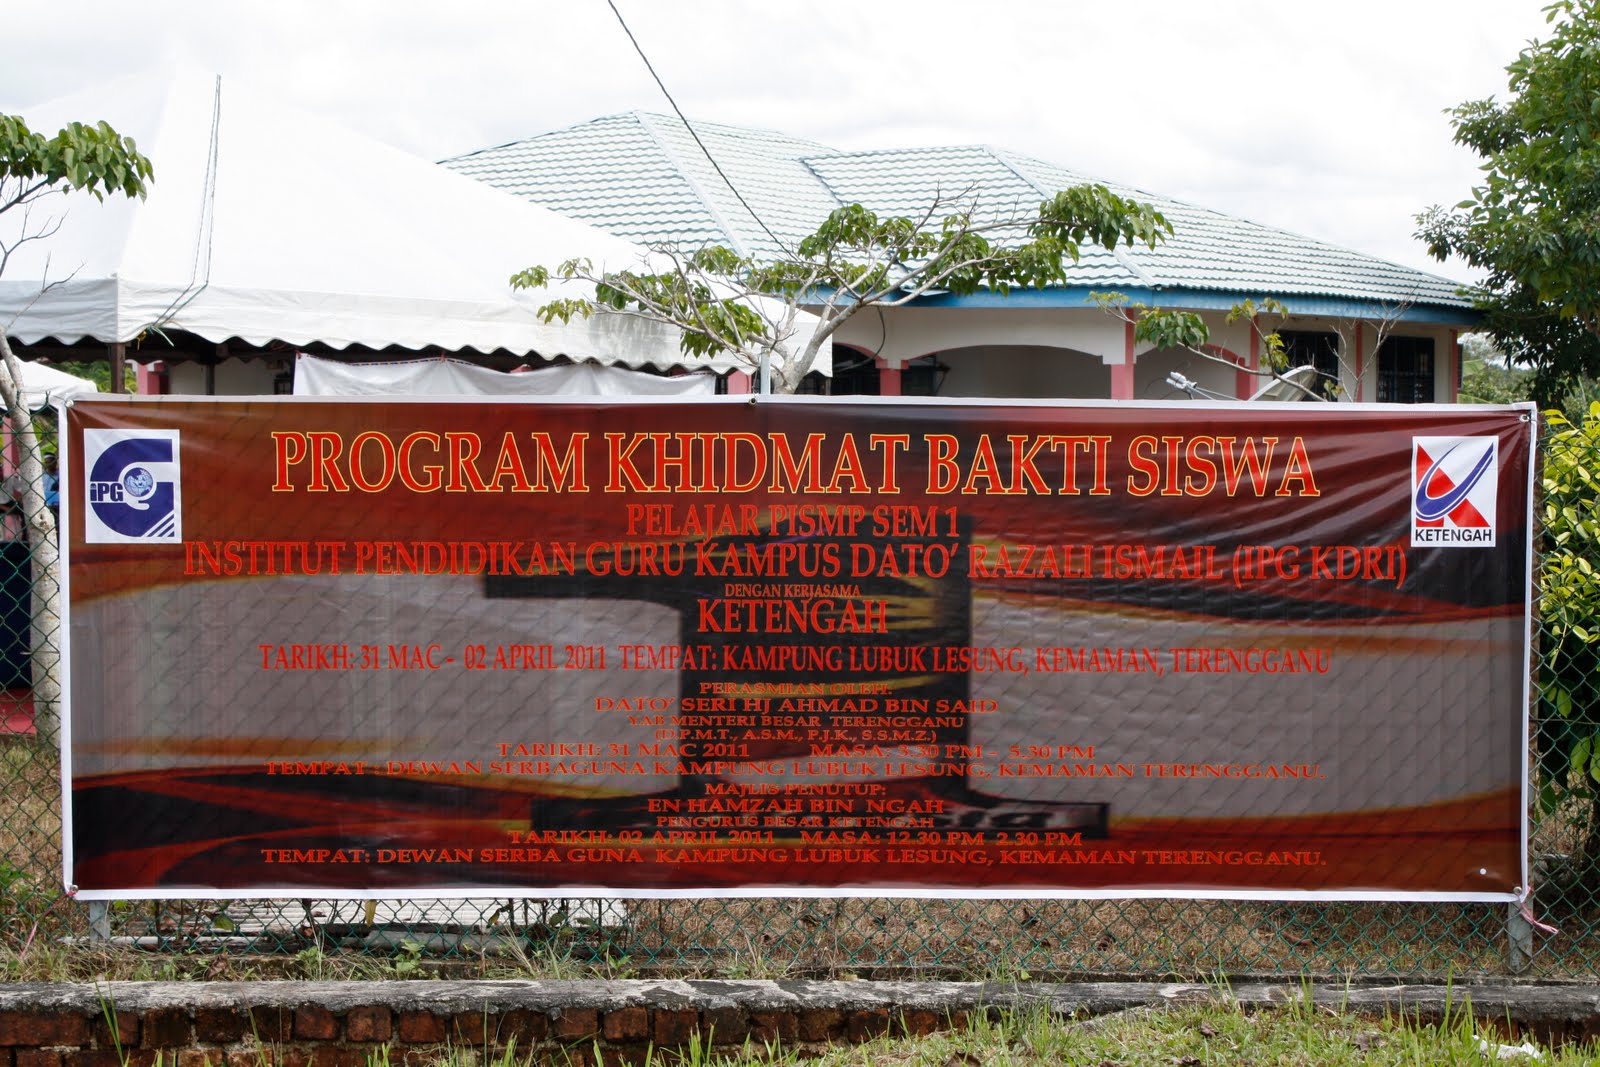 iPG
PROGRAM KHIDMAT BAKTI SISWA
PELAJAR PISMP SEM 1
INSTITUT PENDIDIKAN GURU KAMPUS DATO' RAZALI ISMAIL (IPG KDRI)
DENGAN KERJASAMA
KETENGAH
KETENGAH
TARIKH: 31 MAC - 02 APRIL 2011 TEMPAT: KAMPUNG LUBUK LESUNG, KEMAMAN, TERENGGANU
PERASMIAN OLEH:
DATO' SERI HJ AHMAD BIN SAID
YAB MENTERI BESAR TERENGGANU
(D.P.M.T., A.S.M., P.J.K., S.S.M.Z.)
TARIKH: 31 MAC 2011 MASA: 3.30 PM - 5.30 PM
TEMPAT : DEWAN SERBAGUNA KAMPUNG LUBUK LESUNG, KEMAMAN TERENGGANU.
MAJLIS PENUTUP:
EN HAMZAH BIN NGAH
PENGURUS BESAR KETENGAH
TARIKH: 02 APRIL 2011 MASA: 12.30 PM 2.30 PM
TEMPAT: DEWAN SERBA GUNA KAMPUNG LUBUK LESUNG, KEMAMAN TERENGGANU.